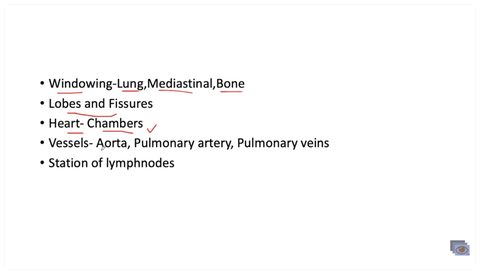 • Windowing-Lung,Mediastinal,Bone
• Lobes and Fissures
• Heart- Chambers
• Vessels- Aorta, Pulmonary artery, Pulmonary veins
• Station of lymphnodes